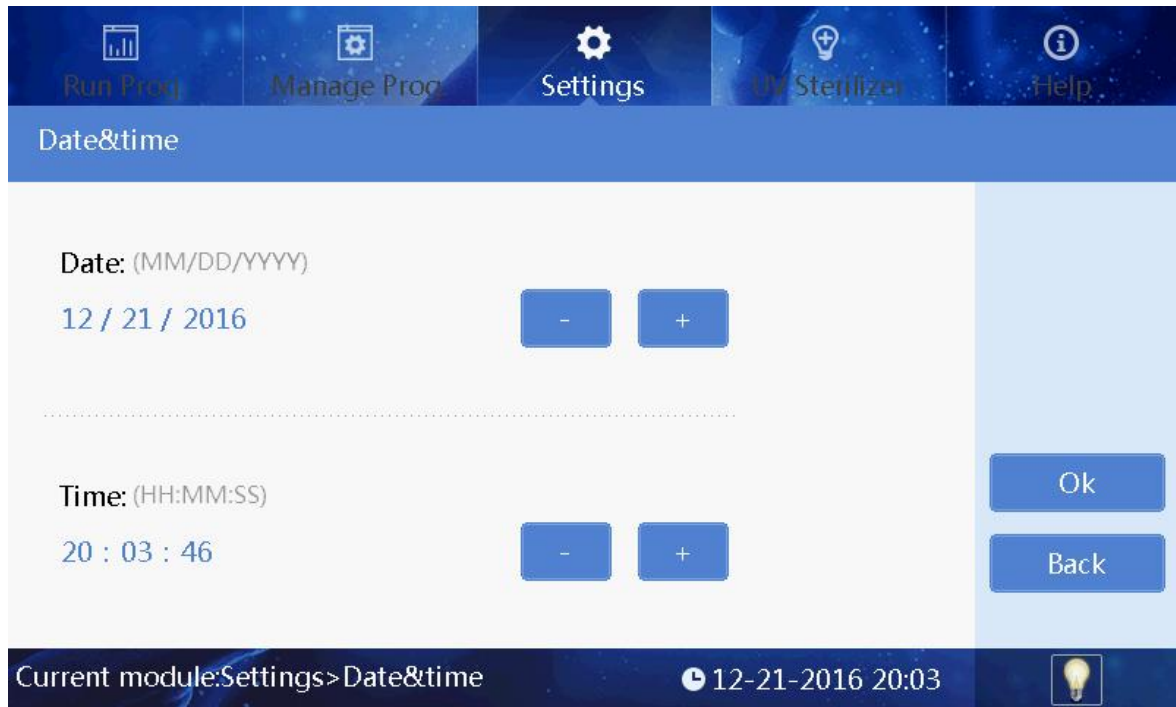 Run Prog. Manage Prog. Settings UV Sterilizer Help
Date&time
Date: (MM/DD/YYYY)
12 / 21 / 2016
- +
Time: (HH:MM:SS)
Ok
20 : 03 : 46
- +
Back
Current module:Settings>Date&time 12-21-2016 20:03